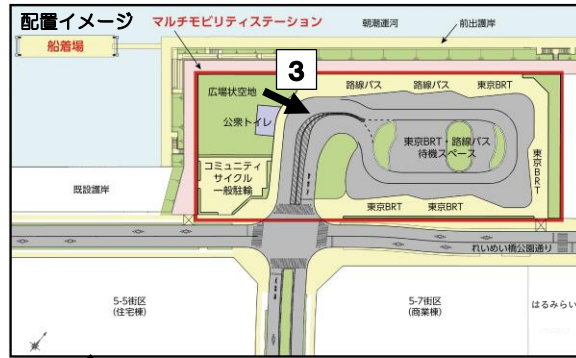 配置イメージ
マルチモビリティステーション
朝潮運河
前出護岸
船着場
3
広場状空地
路線バス
路線バス
東京BRT
公衆トイレ
東京BRT・路線バス
待機スペース
コミュニティ
サイクル
一般駐輪
東京BRT
既設護岸
東京BRT
東京BRT
れいめい橋公園通り
5-5街区
(住宅棟)
5-7街区
(商業棟)
はるみらい